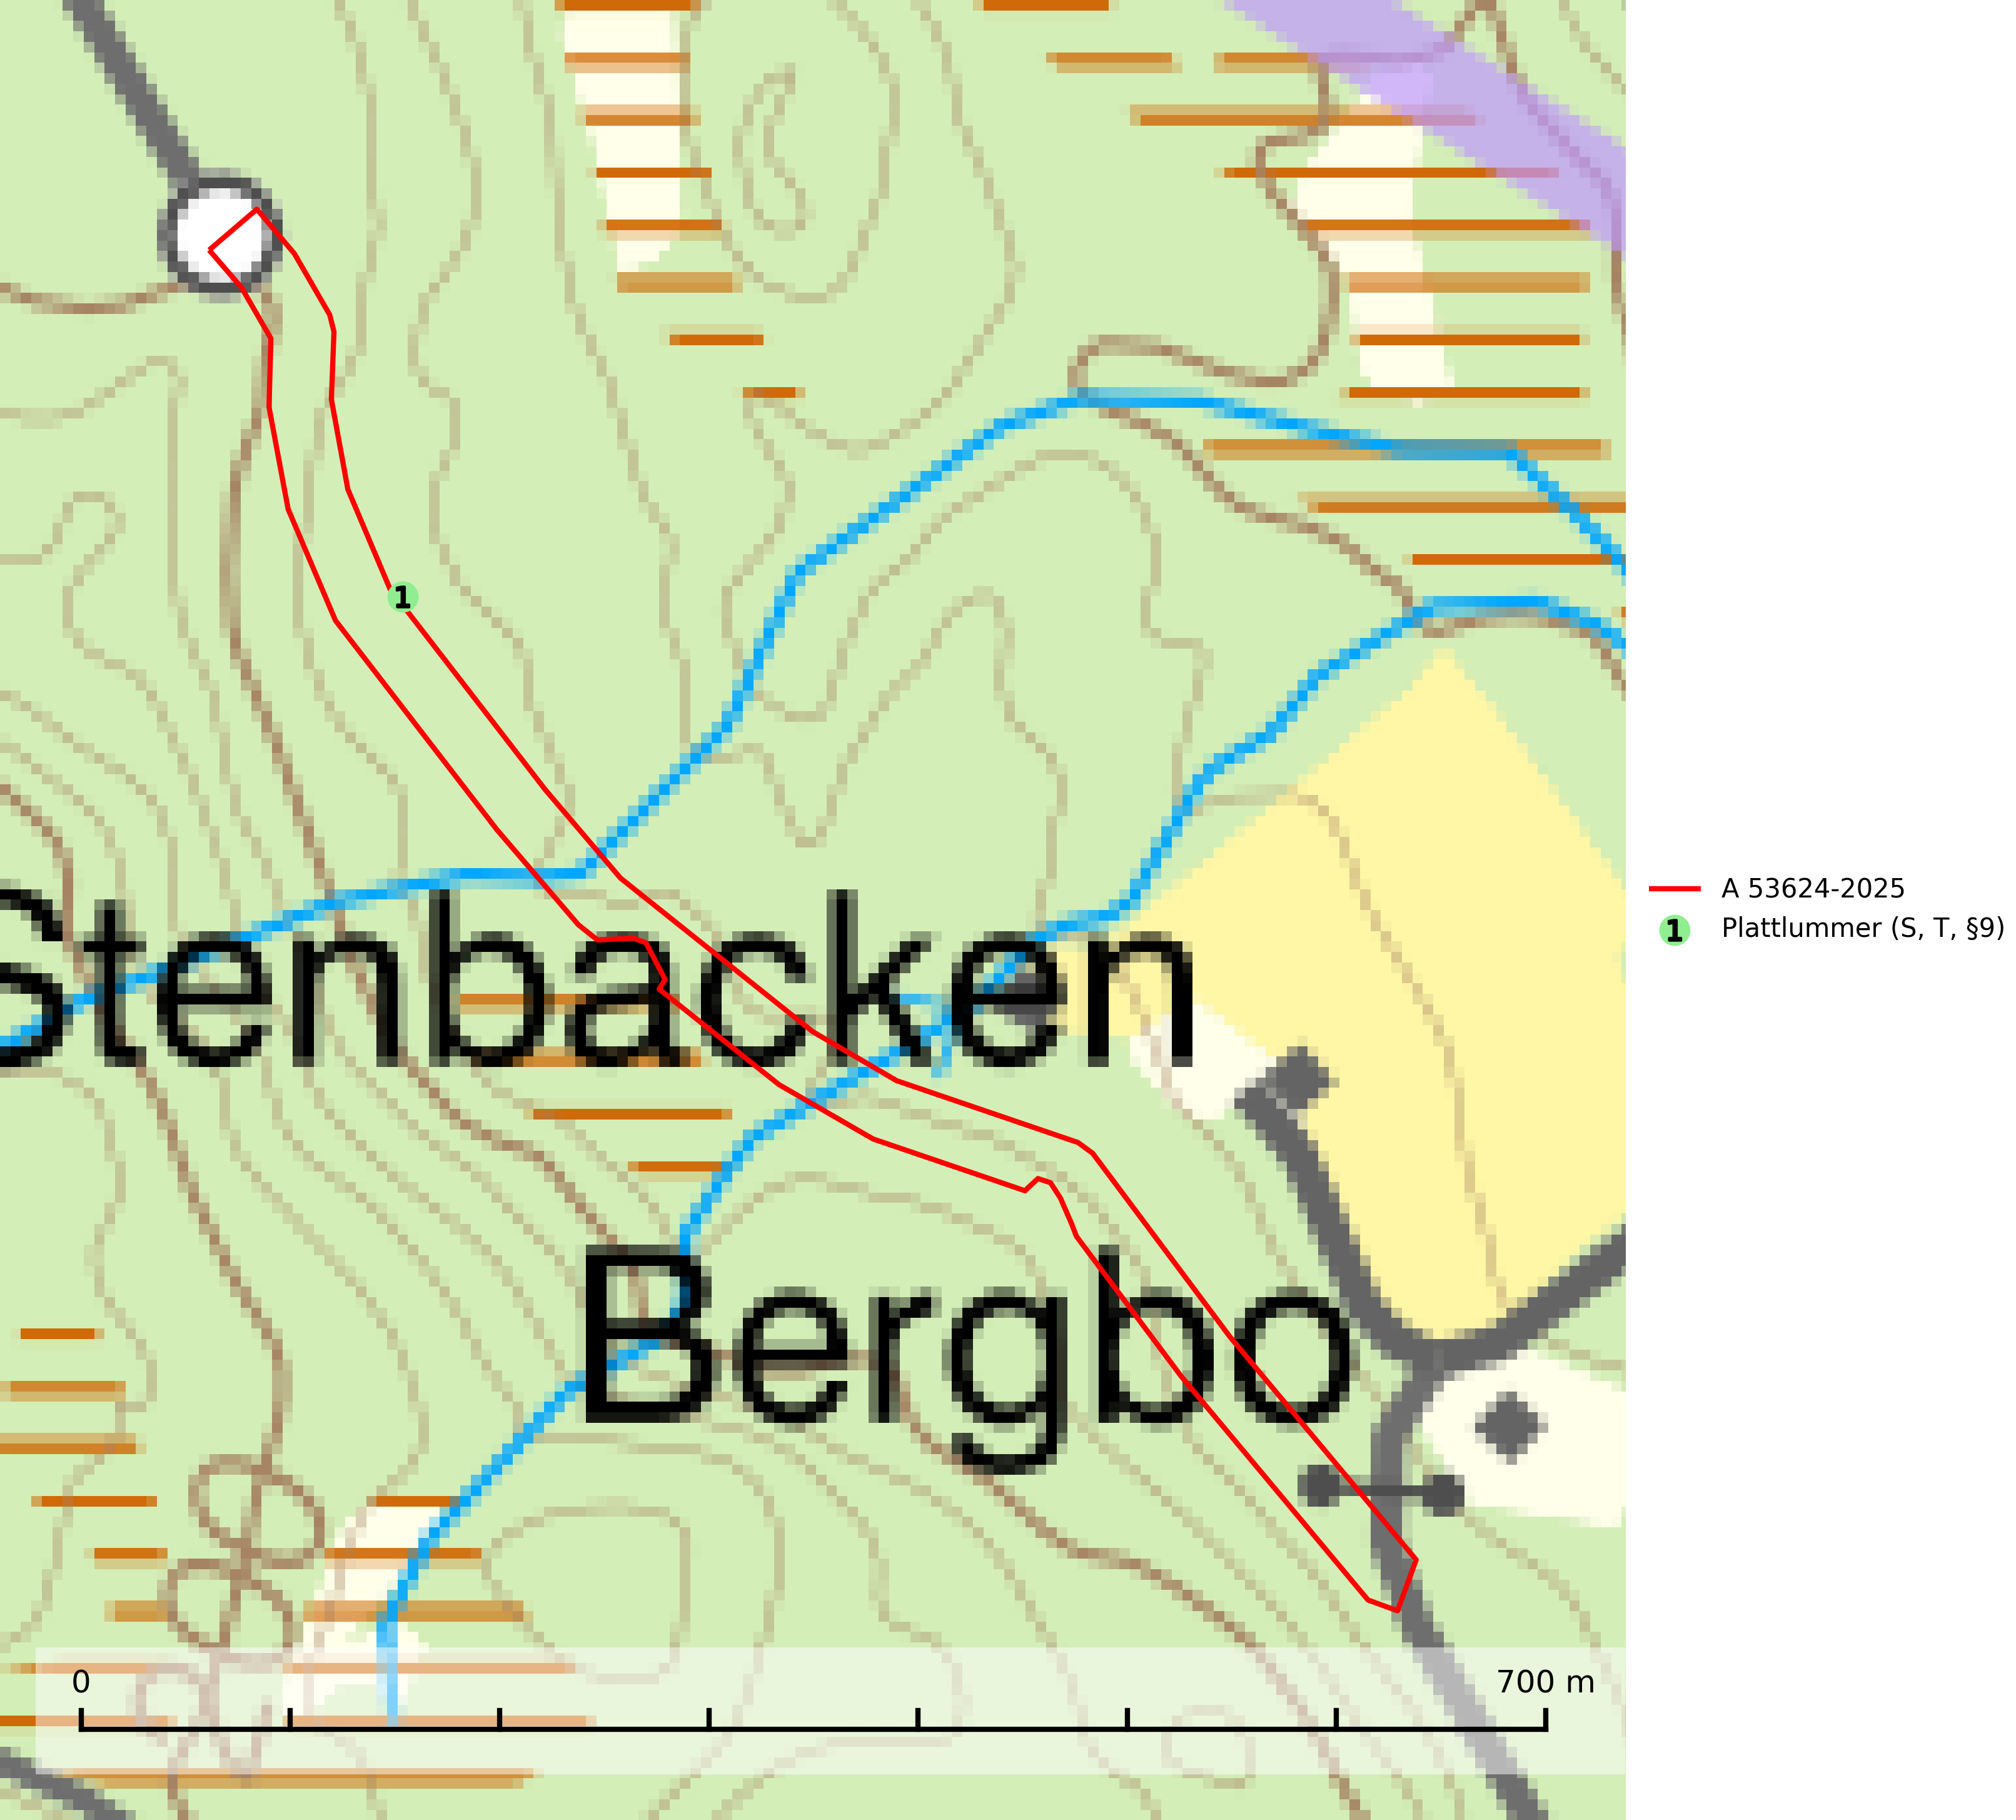 Stenbacken
Bergbo
1
0
700 m
A 53624-2025
1 Plattlummer (S, T, §9)